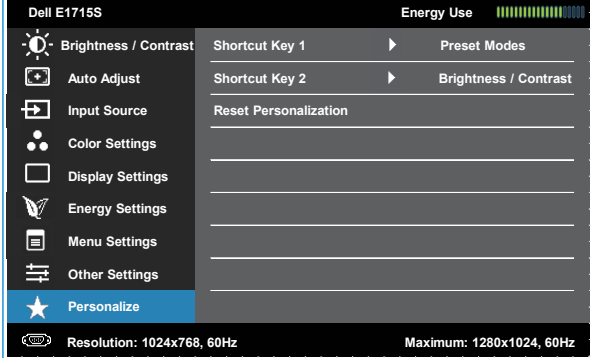 Dell E1715S Energy Use
Brightness / Contrast Shortcut Key 1 Preset Modes
Auto Adjust Shortcut Key 2 Brightness / Contrast
Input Source Reset Personalization
Color Settings
Display Settings
Energy Settings
Menu Settings
Other Settings
Personalize
Resolution: 1024x768, 60Hz Maximum: 1280x1024, 60Hz